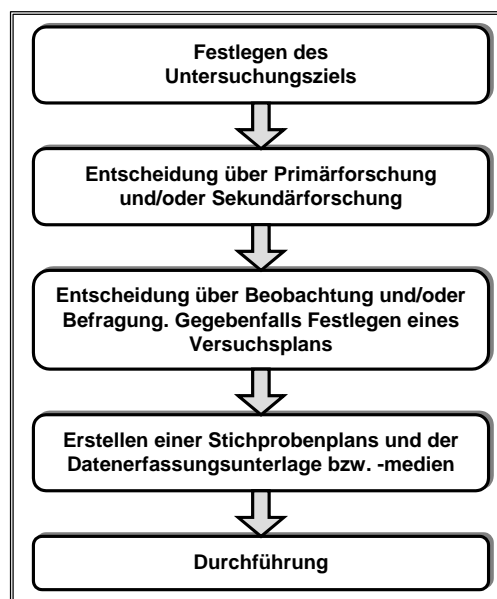 Festlegen des
Untersuchungsziels
Entscheidung über Primärforschung
und/oder Sekundärforschung
Entscheidung über Beobachtung und/oder
Befragung. Gegebenfalls Festlegen eines
Versuchsplans
Erstellen einer Stichprobenplans und der
Datenerfassungsunterlage bzw. -medien
Durchführung